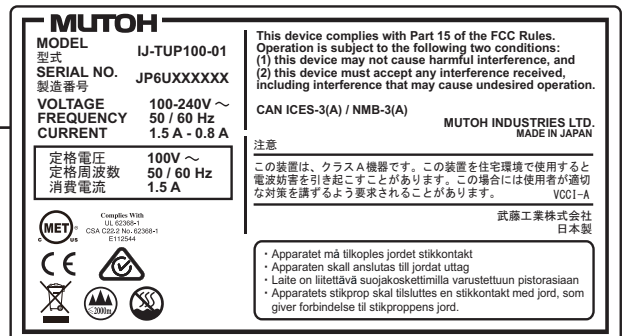 MUTOH
MODEL IJ-TUP100-01
型式
SERIAL NO. JP6UXXXXXX
製造番号
VOLTAGE 100-240V ～
FREQUENCY 50 / 60 Hz
CURRENT 1.5 A - 0.8 A
定格電圧 100V ～
定格周波数 50 / 60 Hz
消費電流 1.5 A
MET
C US
Complies With
UL 62368-1
CSA C22.2 No. 62368-1
E112544
CE
≤2000m
This device complies with Part 15 of the FCC Rules.
Operation is subject to the following two conditions:
(1) this device may not cause harmful interference, and
(2) this device must accept any interference received,
including interference that may cause undesired operation.
CAN ICES-3(A) / NMB-3(A)
MUTOH INDUSTRIES LTD.
MADE IN JAPAN
注意
この装置は、クラスＡ機器です。この装置を住宅環境で使用すると
電波妨害を引き起こすことがあります。この場合には使用者が適切
な対策を講ずるよう要求されることがあります。 VCCI-A
武藤工業株式会社
日本製
・Apparatet må tilkoples jordet stikkontakt
・Apparaten skall anslutas till jordat uttag
・Laite on liitettävä suojakoskettimilla varustettuun pistorasiaan
・Apparatets stikprop skal tilsluttes en stikkontakt med jord, som
giver forbindelse til stikproppens jord.